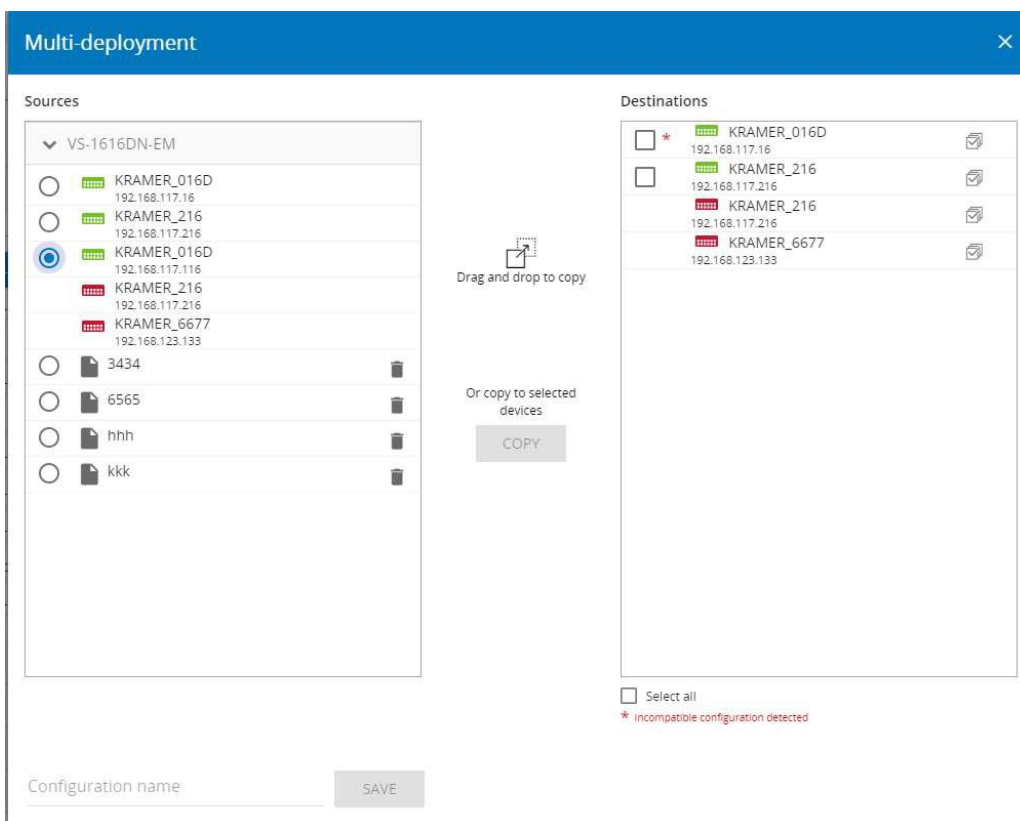 Multi-deployment
Sources
VS-1616DN-EM
KRAMER_016D
192.168.117.16
KRAMER_216
192.168.117.216
KRAMER_016D
192.168.117.116
KRAMER_216
192.168.117.216
KRAMER_6677
192.168.123.133
3434
6565
hhh
kkk
Drag and drop to copy
Or copy to selected
devices
COPY
Destinations
* KRAMER_016D
192.168.117.16
KRAMER_216
192.168.117.216
KRAMER_216
192.168.117.216
KRAMER_6677
192.168.123.133
Select all
* Incompatible configuration detected
Configuration name
SAVE